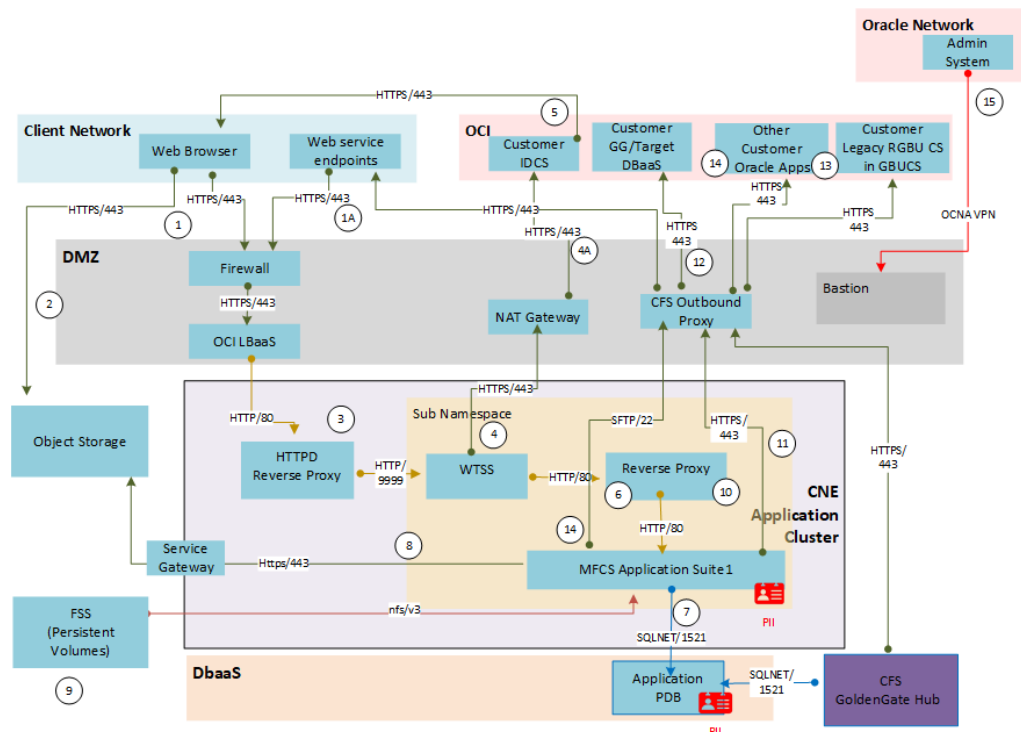 Oracle Network
Admin
System
15
HTTPS/443
5
Client Network
Web Browser
Web service
endpoints
OCI
Customer
IDCS
Customer
GG/Target
DBaaS
Other
Customer
Oracle Apps
14
13
Customer
Legacy RGBU CS
in GBUCS
HTTPS/443
HTTPS/443
HTTPS/443
1
1A
HTTPS/443
HTTPS/443
4A
HTTPS
443
12
HTTPS
443
HTTPS
443
OCNA VPN
DMZ
Firewall
2
HTTPS/443
OCI LBaaS
NAT Gateway
CFS Outbound
Proxy
Bastion
HTTPS/443
HTTP/80
3
Sub Namespace
4
SFTP/22
HTTPS/
443
11
Object Storage
HTTPD
Reverse Proxy
HTTP/
9999
WTSS
HTTP/80
Reverse Proxy
6
10
HTTPS/
443
CNE
Application
Cluster
HTTP/80
14
8
Service
Gateway
Https/443
MFCS Application Suite1
PII
FSS
(Persistent
Volumes)
nfs/v3
7
SQLNET/1521
9
DbaaS
Application
PDB
PII
SQLNET/
1521
CFS
GoldenGate Hub